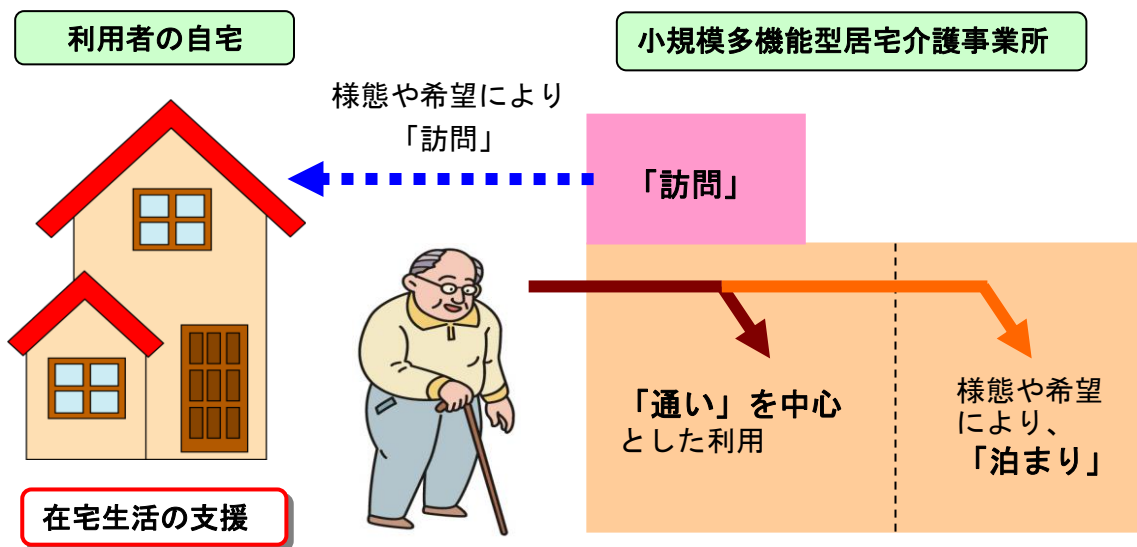 利用者の自宅
小規模多機能型居宅介護事業所
様態や希望により
「訪問」
「訪問」
「通い」を中心
とした利用
様態や希望
により、
「泊まり」
在宅生活の支援